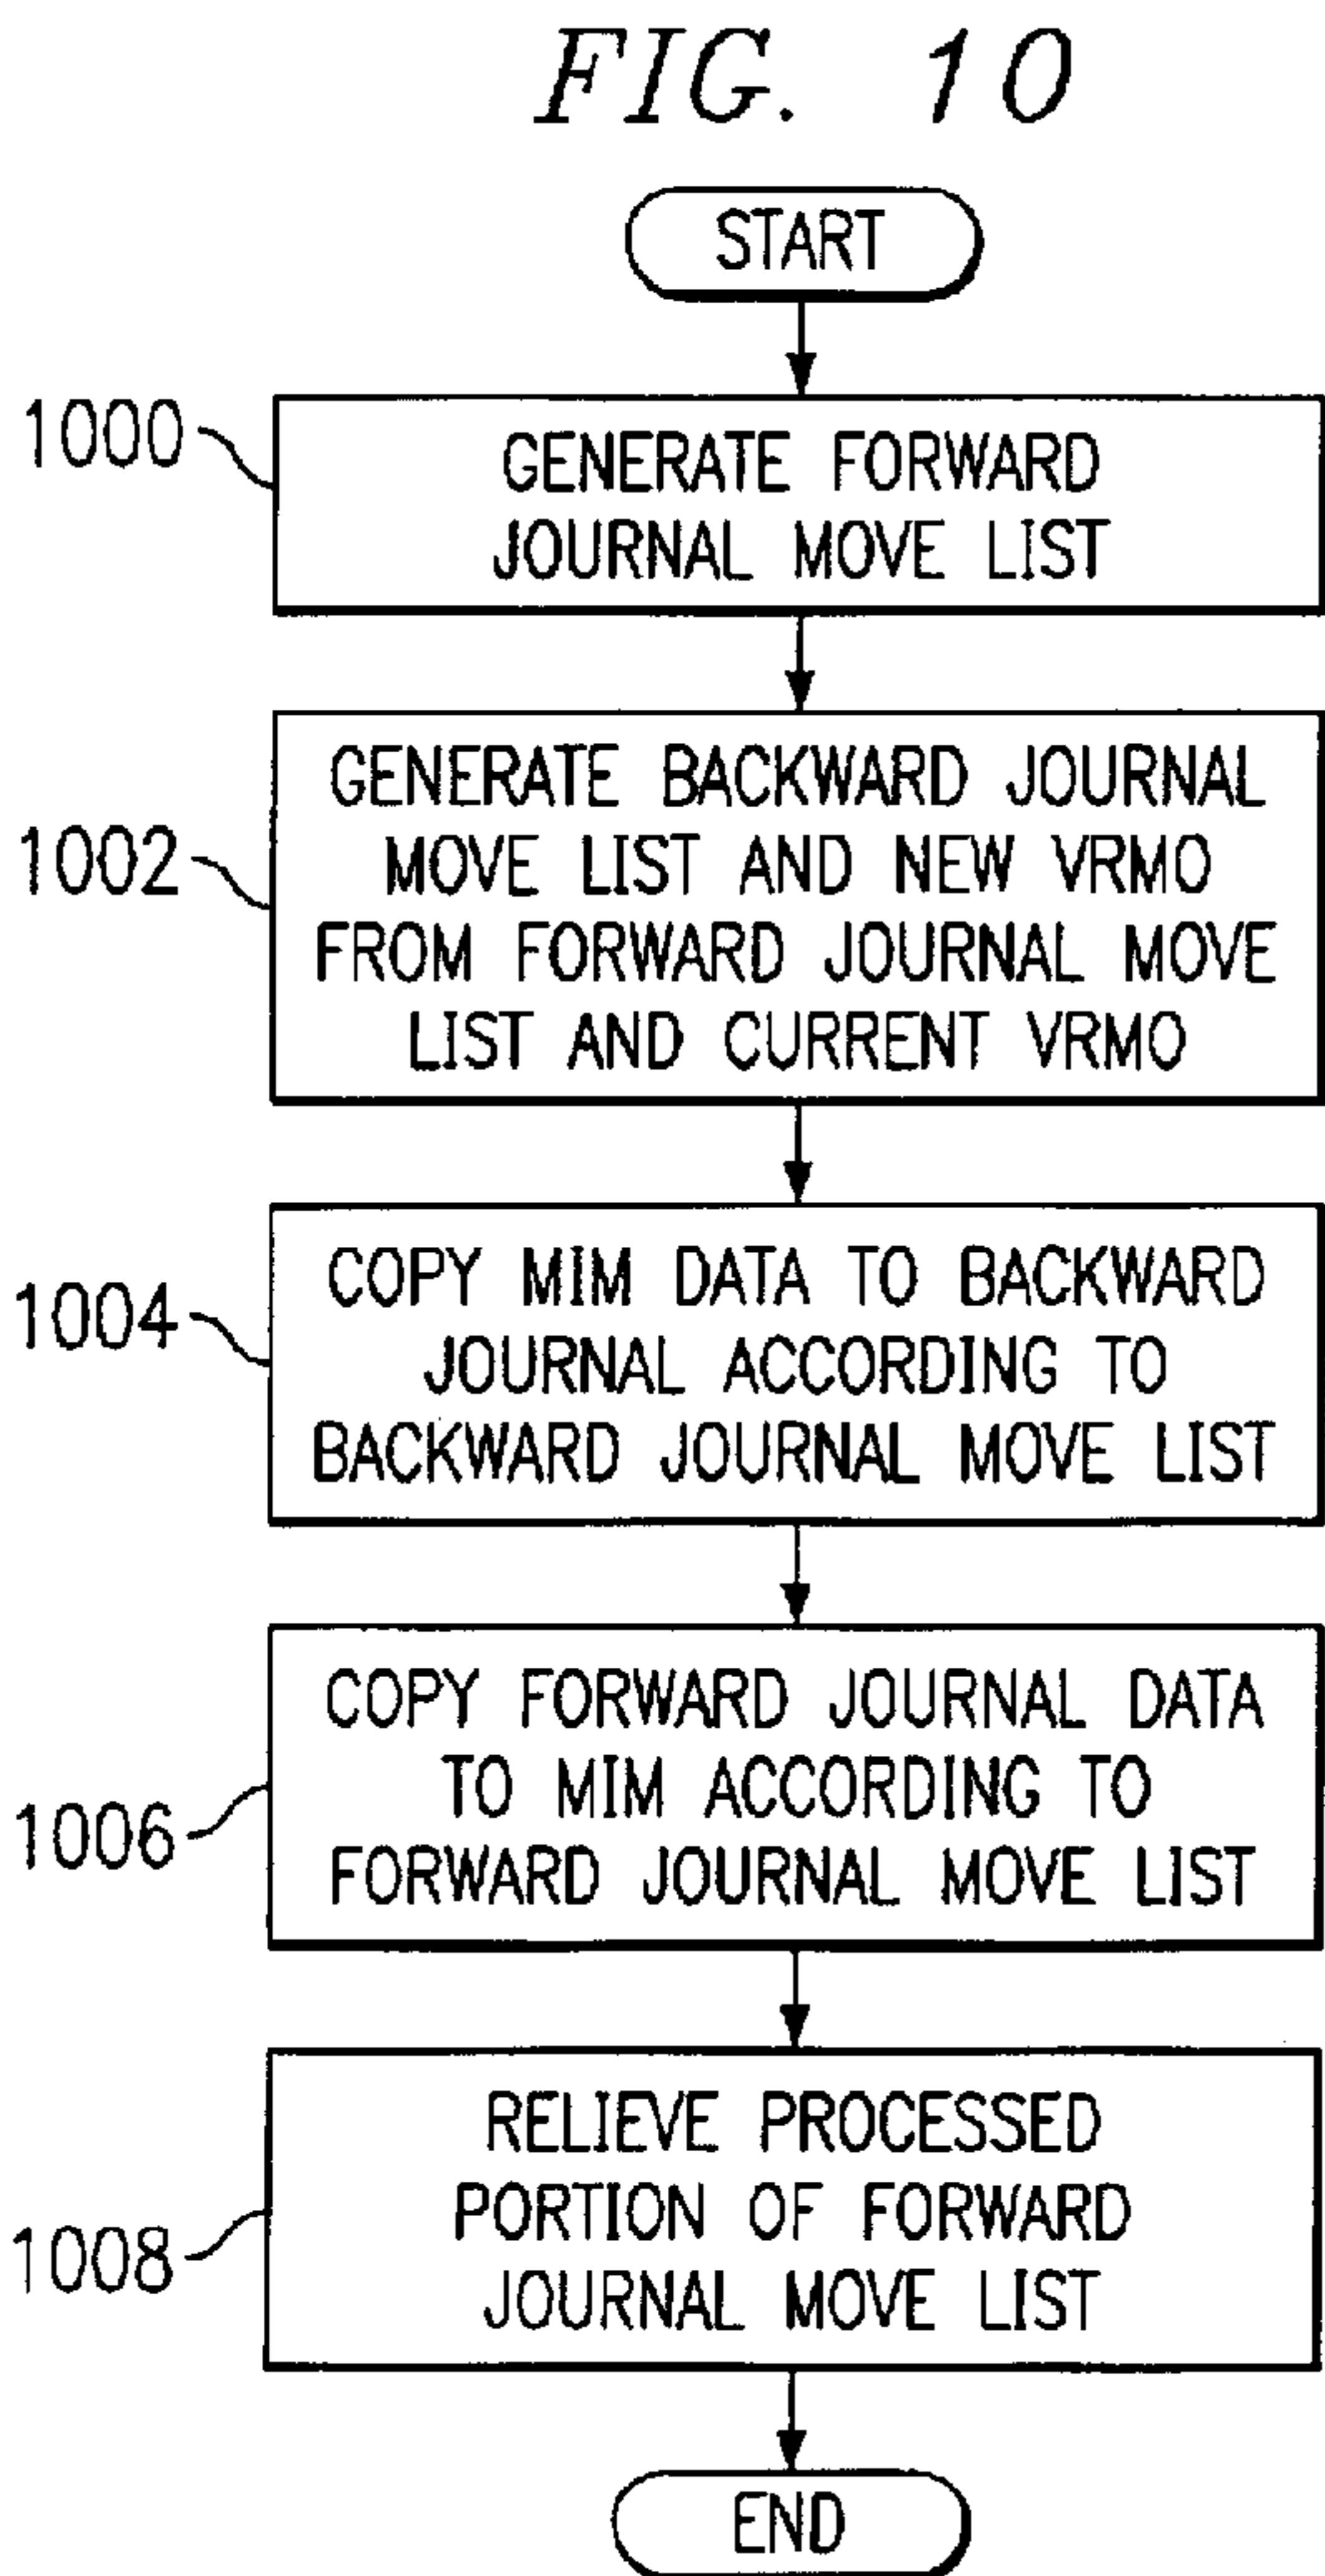 FIG. 10
START
1000
GENERATE FORWARD
JOURNAL MOVE LIST
1002
GENERATE BACKWARD JOURNAL
MOVE LIST AND NEW VRMO
FROM FORWARD JOURNAL MOVE
LIST AND CURRENT VRMO
1004
COPY MIM DATA TO BACKWARD
JOURNAL ACCORDING TO
BACKWARD JOURNAL MOVE LIST
1006
COPY FORWARD JOURNAL DATA
TO MIM ACCORDING TO
FORWARD JOURNAL MOVE LIST
1008
RELIEVE PROCESSED
PORTION OF FORWARD
JOURNAL MOVE LIST
END